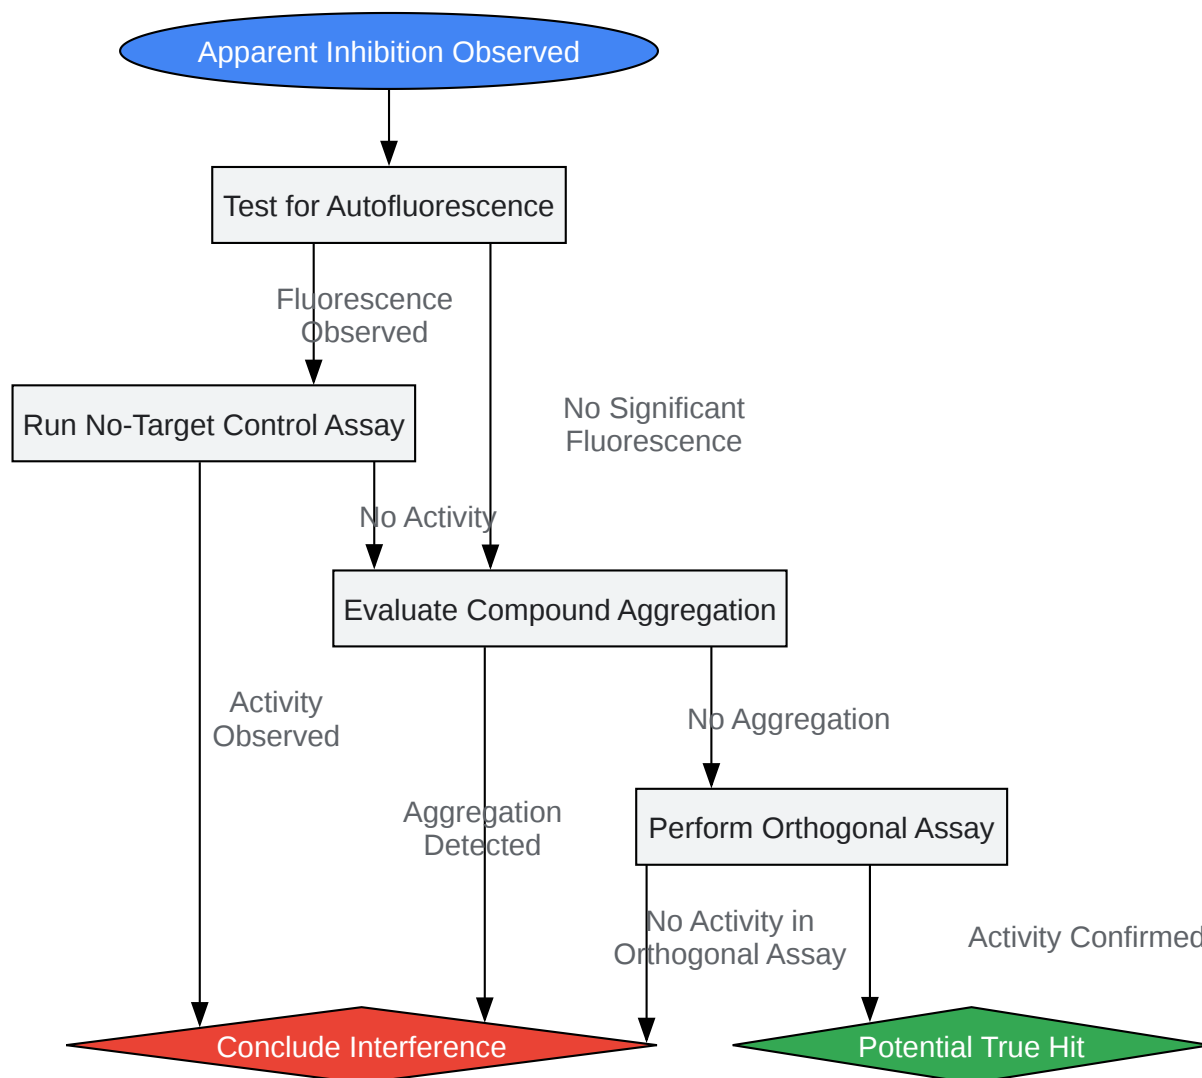 Apparent Inhibition Observed
Test for Autofluorescence
Fluorescence
Observed
Run No-Target Control Assay
No Significant
Fluorescence
No Activity
Evaluate Compound Aggregation
Activity
Observed
No Aggregation
Aggregation
Detected
Perform Orthogonal Assay
No Activity in
Orthogonal Assay
Activity Confirmed
Conclude Interference
Potential True Hit